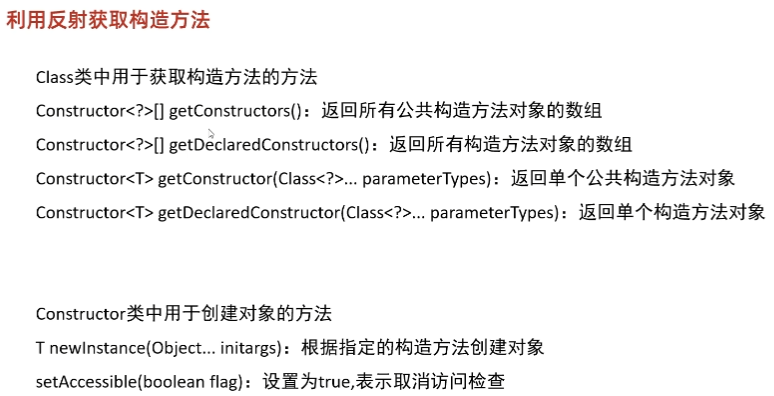 利用反射获取构造方法
Class类中用于获取构造方法的方法
Constructor<?>[] getConstructors()：返回所有公共构造方法对象的数组
Constructor<?>[] getDeclaredConstructors()：返回所有构造方法对象的数组
Constructor<T> getConstructor(Class<?>... parameterTypes)：返回单个公共构造方法对象
Constructor<T> getDeclaredConstructor(Class<?>... parameterTypes)：返回单个构造方法对象
Constructor类中用于创建对象的方法
T newInstance(Object... initargs)：根据指定的构造方法创建对象
setAccessible(boolean flag)：设置为true,表示取消访问检查